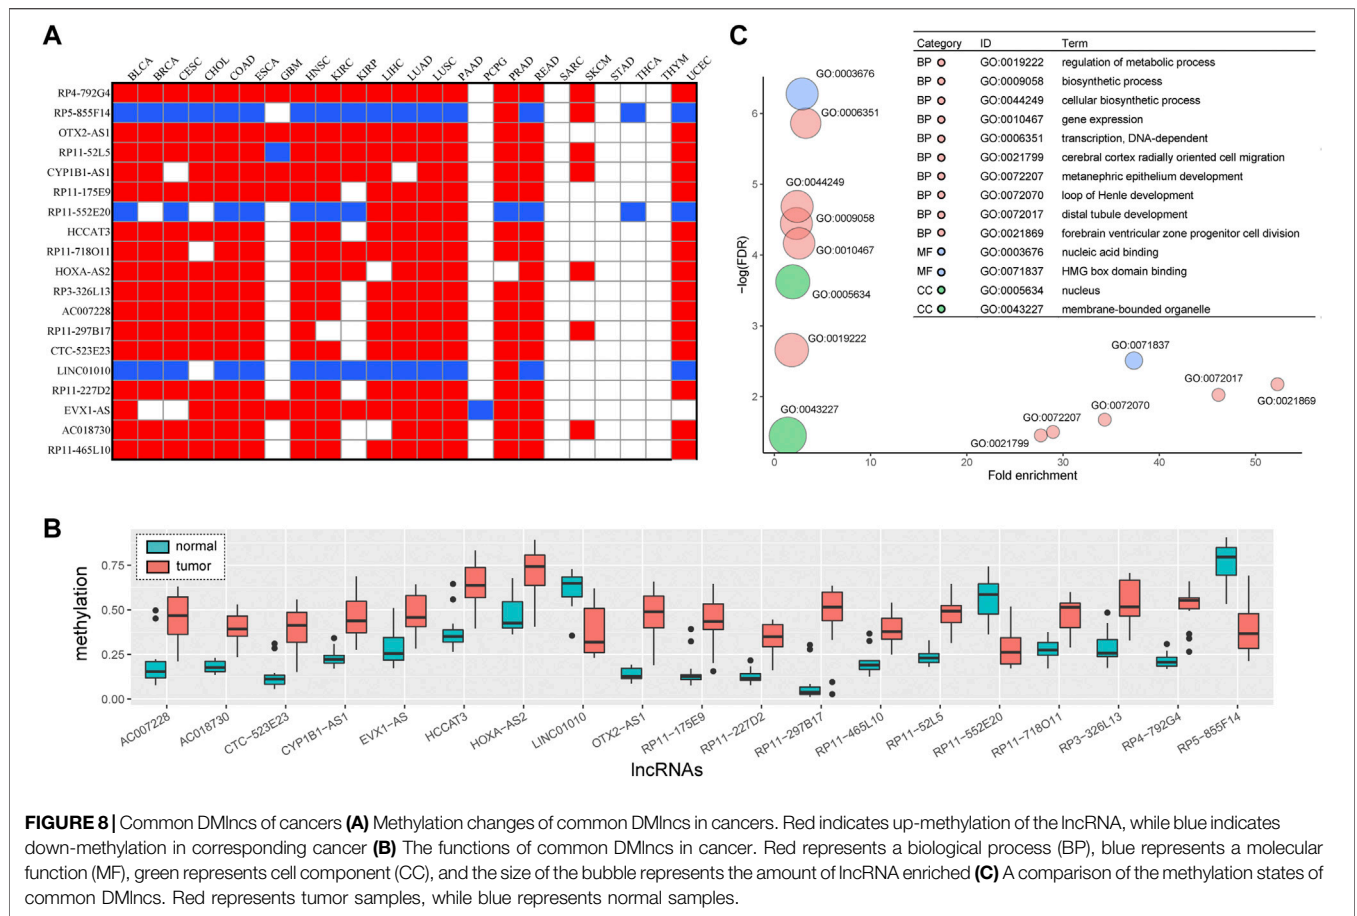 A
BLCA BRCA CESC CHOL COAD ESCA GBM HNSC KIRC KIRP LIHC LUAD LUSC PAAD PCPG PRAD READ SARC SKCM STAD THCA THYM UCEC
RP4-792G4
RP5-855F14
OTX2-AS1
RP11-52L5
CYP1B1-AS1
RP11-175E9
RP11-552E20
HCCAT3
RP11-718O11
HOXA-AS2
RP3-326L13
AC007228
RP11-297B17
CTC-523E23
LINC01010
RP11-227D2
EVX1-AS
AC018730
RP11-465L10
C
Category ID Term
BP GO:0019222 regulation of metabolic process
BP GO:0009058 biosynthetic process
BP GO:0044249 cellular biosynthetic process
BP GO:0010467 gene expression
BP GO:0006351 transcription, DNA-dependent
BP GO:0021799 cerebral cortex radially oriented cell migration
BP GO:0072207 metanephric epithelium development
BP GO:0072070 loop of Henle development
BP GO:0072017 distal tubule development
BP GO:0021869 forebrain ventricular zone progenitor cell division
MF GO:0003676 nucleic acid binding
MF GO:0071837 HMG box domain binding
CC GO:0005634 nucleus
CC GO:0043227 membrane-bounded organelle
GO:0003676
GO:0006351
GO:0044249
GO:0009058
GO:0010467
GO:0005634
GO:0019222
GO:0043227
GO:0071837
GO:0072017
GO:0021869
GO:0072070
GO:0072207
GO:0021799
−log(FDR)
6
5
4
3
2
0 10 20 30 40 50
Fold enrichment
B
normal
tumor
methylation
0.75
0.50
0.25
0.00
AC007228 AC018730 CTC−523E23 CYP1B1−AS1 EVX1−AS HCCAT3 HOXA−AS2 LINC01010 OTX2−AS1 RP11−175E9 RP11−227D2 RP11−297B17 RP11−465L10 RP11−52L5 RP11−552E20 RP11−718O11 RP3−326L13 RP4−792G4 RP5−855F14
lncRNAs
FIGURE 8 | Common DMlncs of cancers (A) Methylation changes of common DMlncs in cancers. Red indicates up-methylation of the lncRNA, while blue indicates
down-methylation in corresponding cancer (B) The functions of common DMlncs in cancer. Red represents a biological process (BP), blue represents a molecular
function (MF), green represents cell component (CC), and the size of the bubble represents the amount of lncRNA enriched (C) A comparison of the methylation states of
common DMlncs. Red represents tumor samples, while blue represents normal samples.